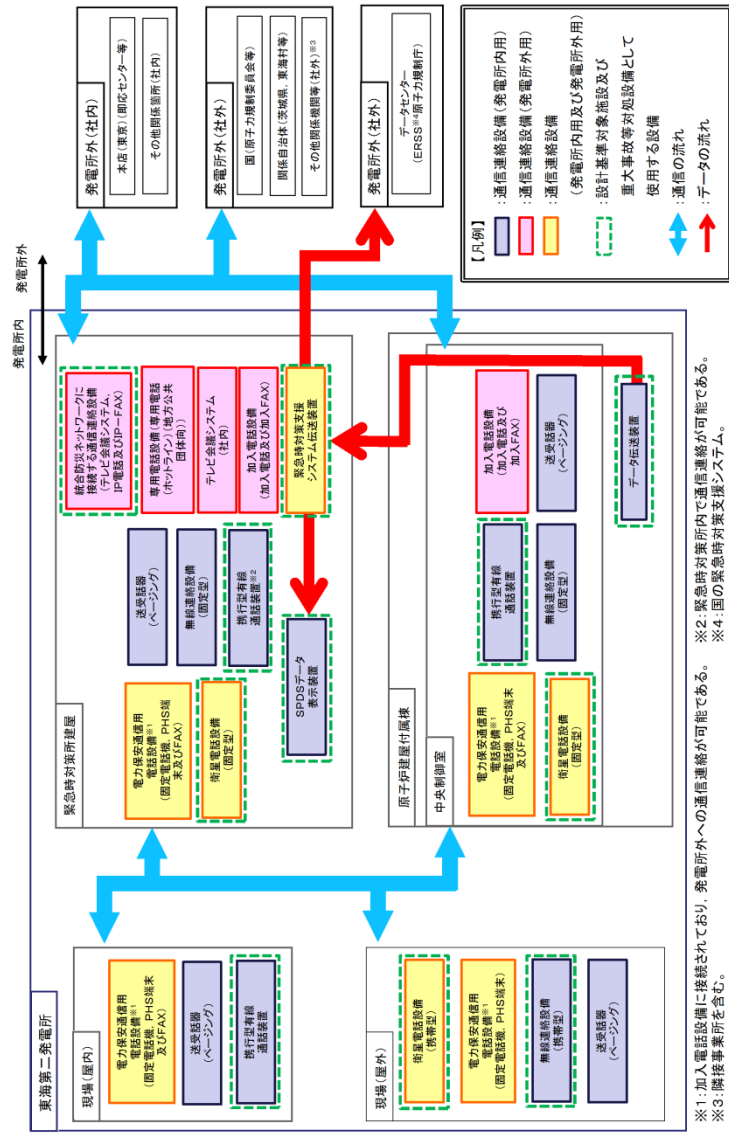 東海第二発電所
現場(屋内)
電力保安通信用
電話設備※1
(固定電話機,PHS端末
及びFAX)
送受話器
(ページング)
携行型有線
通話装置
現場(屋外)
衛星電話設備
(携帯型)
電力保安通信用
電話設備※1
(固定電話機,PHS端末)
無線連絡設備
(携帯型)
送受話器
(ページング)
発電所内
発電所外
緊急時対策所建屋
電力保安通信用
電話設備※1
(固定電話機,PHS端
末及びFAX)
衛星電話設備
(固定型)
送受話器
(ページング)
無線連絡設備
(固定型)
携行型有線
通話装置※2
SPDSデータ
表示装置
統合防災ネットワークに
接続する通信連絡設備
(テレビ会議システム,
IP電話及びIP-FAX)
専用電話設備(専用電話
(ホットライン)(地方公共
団体向))
テレビ会議システム
(社内)
加入電話設備
(加入電話及び加入FAX)
緊急時対策支援
システム伝送装置
原子炉建屋付属棟
中央制御室
電力保安通信用
電話設備※1
(固定電話機,PHS端末
及びFAX)
衛星電話設備
(固定型)
携行型有線
通話装置
無線連絡設備
(固定型)
加入電話設備
(加入電話及び
加入FAX)
送受話器
(ページング)
データ伝送装置
発電所外(社内)
本店(東京)(即応センター等)
その他関係箇所(社内)
発電所外(社外)
国(原子力規制委員会等)
関係自治体(茨城県,東海村等)
その他関係機関等(社外)※3
発電所外(社外)
データセンター
(ERSS※4原子力規制庁)
【凡例】
:通信連絡設備(発電所内用)
:通信連絡設備(発電所外用)
:通信連絡設備
(発電所内用及び発電所外用)
:設計基準対象施設及び
重大事故等対処設備として
使用する設備
:通信の流れ
:データの流れ
※1:加入電話設備に接続されており,発電所外への通信連絡が可能である。
※2:緊急時対策所内で通信連絡が可能である。
※3:隣接事業所を含む。
※4:国の緊急時対策支援システム。